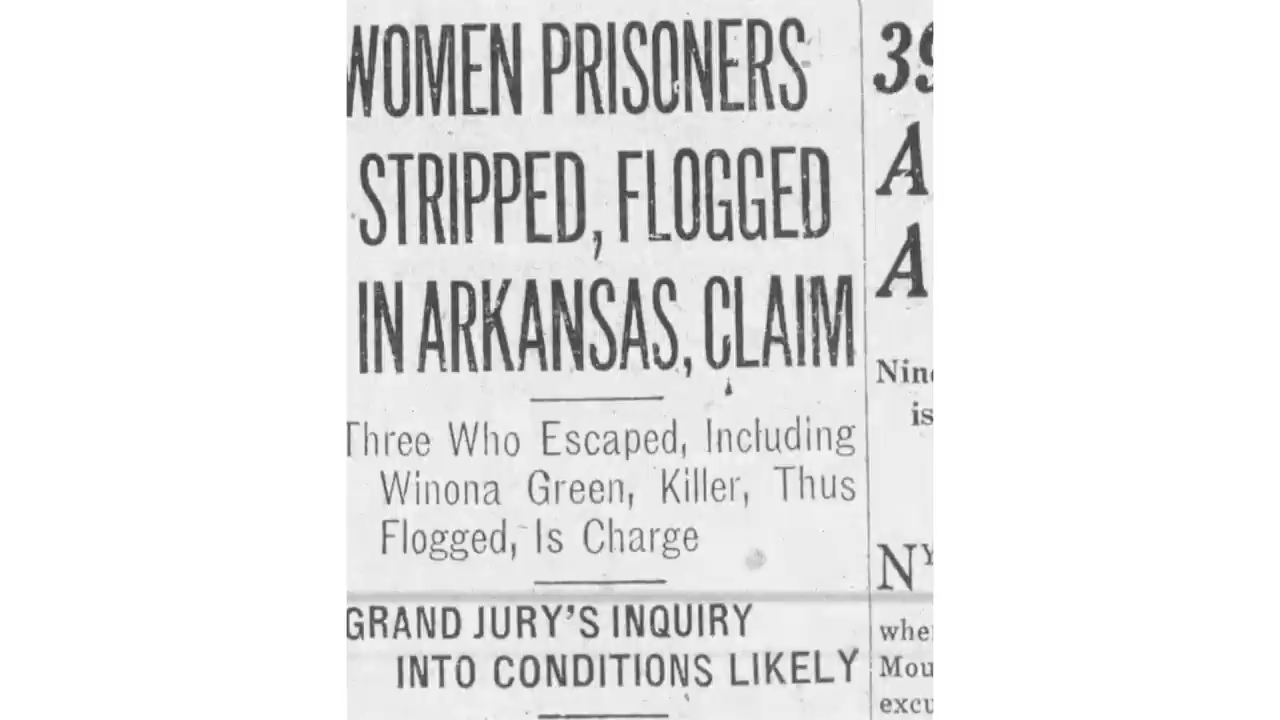 WOMEN PRISONERS
STRIPPED, FLOGGED
IN ARKANSAS, CLAIM
Three Who Escaped, Including
Winona Green, Killer, Thus
Flogged, Is Charge
GRAND JURY'S INQUIRY
INTO CONDITIONS LIKELY
A
A
is